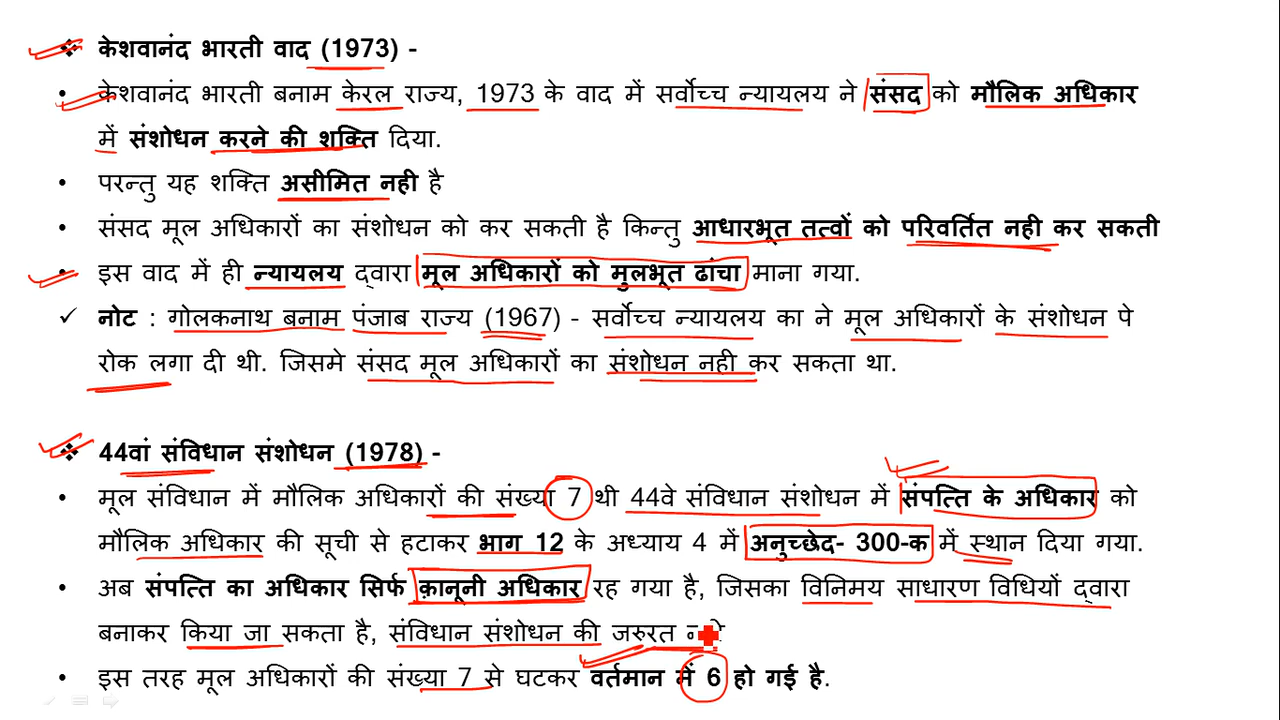 ❖ केशवानंद भारती वाद (1973) -
• केशवानंद भारती बनाम केरल राज्य, 1973 के वाद में सर्वोच्च न्यायलय ने संसद को मौलिक अधिकार
में संशोधन करने की शक्ति दिया.
• परन्तु यह शक्ति असीमित नही है
• संसद मूल अधिकारों का संशोधन को कर सकती है किन्तु आधारभूत तत्वों को परिवर्तित नही कर सकती
• इस वाद में ही न्यायलय द्वारा मूल अधिकारों को मुलभूत ढांचा माना गया.
✓ नोट : गोलकनाथ बनाम पंजाब राज्य (1967) - सर्वोच्च न्यायलय का ने मूल अधिकारों के संशोधन पे
रोक लगा दी थी. जिसमे संसद मूल अधिकारों का संशोधन नही कर सकता था.
❖ 44वां संविधान संशोधन (1978) -
• मूल संविधान में मौलिक अधिकारों की संख्या 7 थी 44वे संविधान संशोधन में संपत्ति के अधिकार को
मौलिक अधिकार की सूची से हटाकर भाग 12 के अध्याय 4 में अनुच्छेद- 300-क में स्थान दिया गया.
• अब संपत्ति का अधिकार सिर्फ क़ानूनी अधिकार रह गया है, जिसका विनिमय साधारण विधियों द्वारा
बनाकर किया जा सकता है, संविधान संशोधन की जरुरत
• इस तरह मूल अधिकारों की संख्या 7 से घटकर वर्तमान में 6 हो गई है.